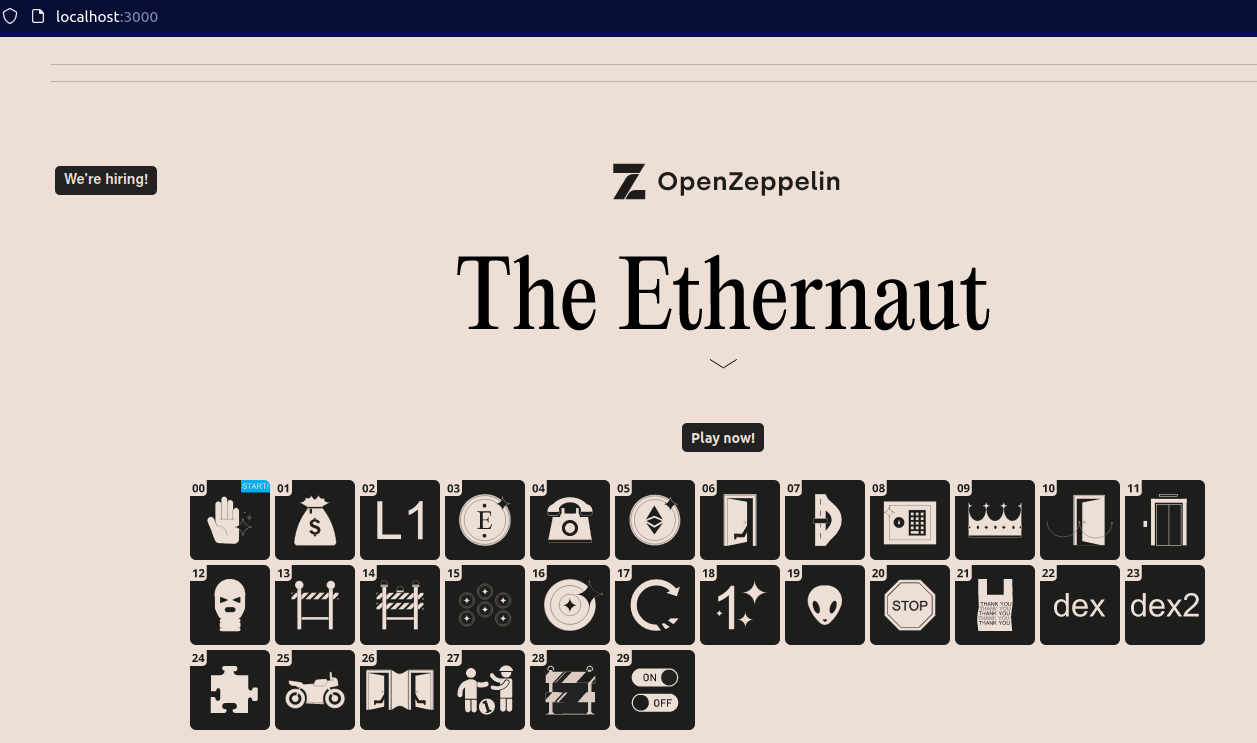 localhost:3000
We're hiring!
OpenZeppelin
The Ethernaut
Play now!
00 START! 01 02 03 04 05 06 07 08 09 10 11
$ L1 E
12 13 14 15 16 17 18 19 20 21 22 23
1 STOP THANK YOU dex dex2
THANK YOU
THANK YOU
THANK YOU
24 25 26 27 28 29
ON
OFF